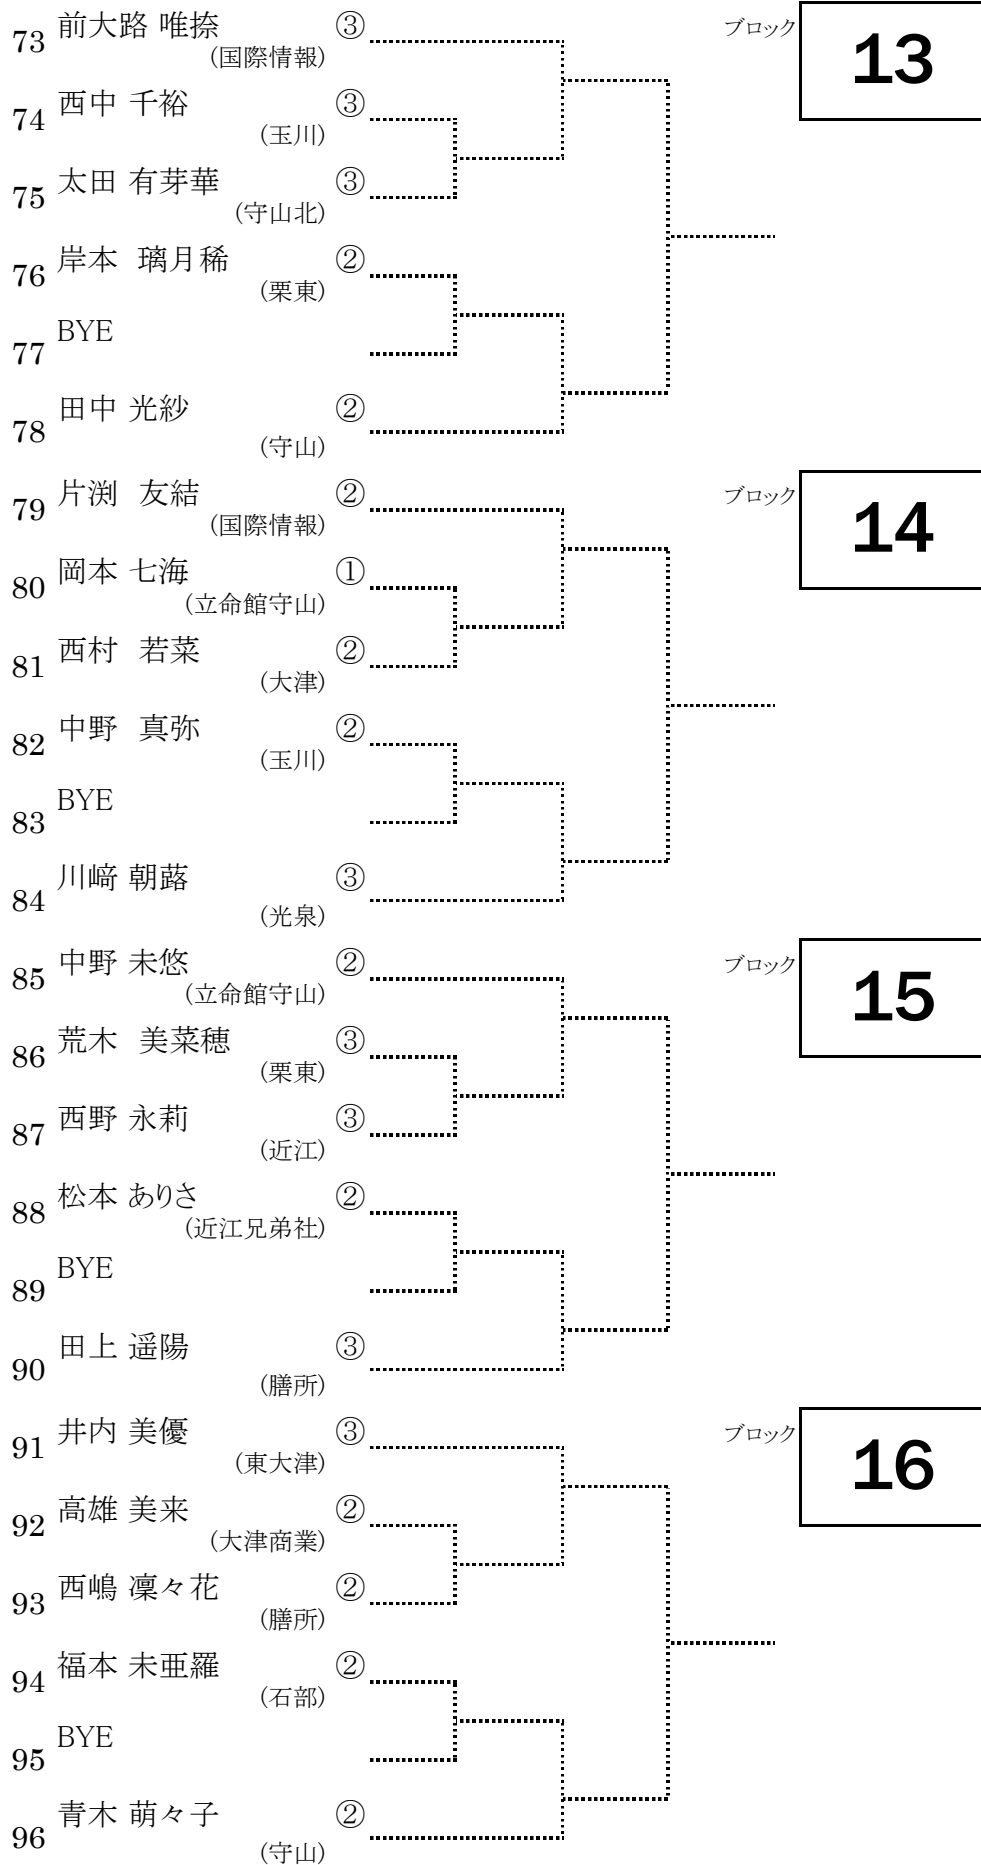 73 前大路 唯捺 ③
(国際情報)
ブロック 13
74 西中 千裕 ③
(玉川)
75 太田 有芽華 ③
(守山北)
76 岸本 璃月稀 ②
(栗東)
77 BYE
78 田中 光紗 ②
(守山)
79 片渕 友結 ②
(国際情報)
ブロック 14
80 岡本 七海 ①
(立命館守山)
81 西村 若菜 ②
(大津)
82 中野 真弥 ②
(玉川)
83 BYE
84 川﨑 朝蕗 ③
(光泉)
85 中野 未悠 ②
(立命館守山)
ブロック 15
86 荒木 美菜穂 ③
(栗東)
87 西野 永莉 ③
(近江)
88 松本 ありさ ②
(近江兄弟社)
89 BYE
90 田上 遥陽 ③
(膳所)
91 井内 美優 ③
(東大津)
ブロック 16
92 高雄 美来 ②
(大津商業)
93 西嶋 凜々花 ②
(膳所)
94 福本 未亜羅 ②
(石部)
95 BYE
96 青木 萌々子 ②
(守山)